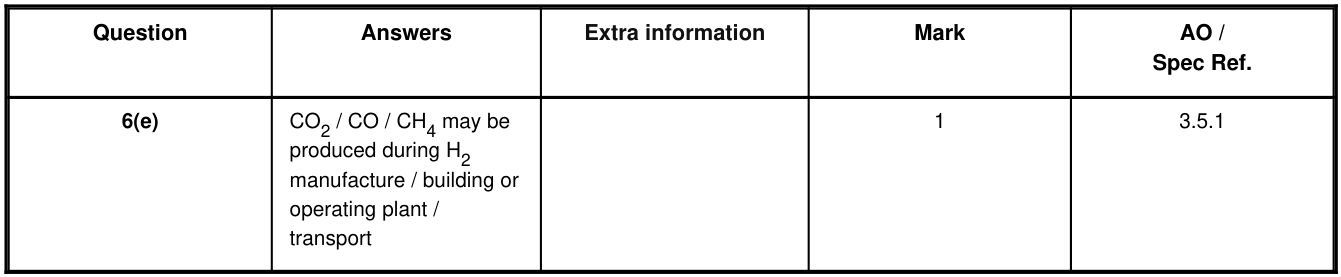 Question Answers Extra information Mark AO /
Spec Ref.
6(e) CO₂ / CO / CH₄ may be 1 3.5.1
produced during H₂
manufacture / building or
operating plant /
transport